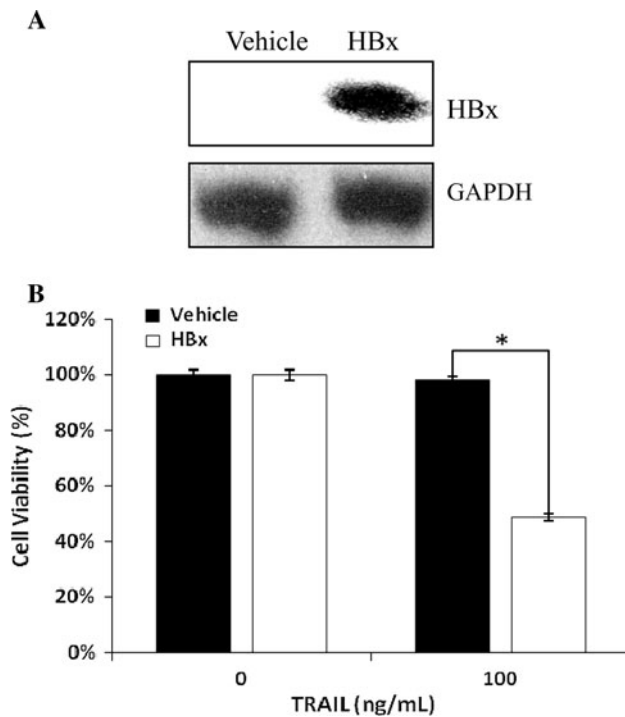 A
Vehicle HBx
HBx
GAPDH
B
120%
100%
80%
60%
40%
20%
0%
Cell Viability (%)
Vehicle
HBx
*
0 100
TRAIL (ng/mL)